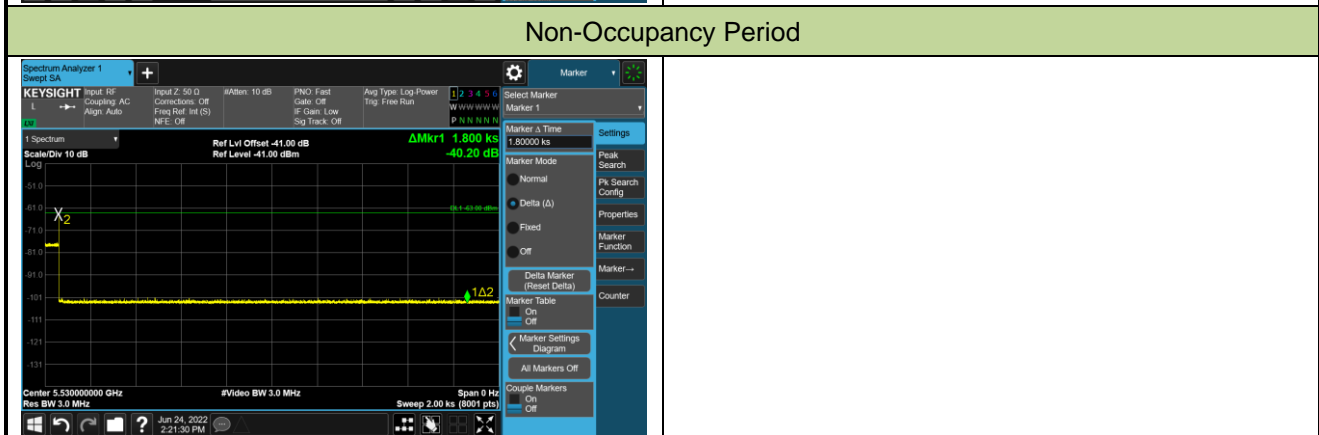 Non-Occupancy Period
Spectrum Analyzer 1
Swept SA
+
Marker
KEYSIGHT
L
Input: RF
Coupling: AC
Align: Auto
Input Z: 50 Ω
Corrections: Off
Freq Ref: Int (S)
NFE: Off
#Atten: 10 dB
PNO: Fast
Gate: Off
IF Gain: Low
Sig Track: Off
Avg Type: Log-Power
Trig: Free Run
1 2 3 4 5 6
W W W W W W
P N N N N N
Select Marker
Marker 1
1 Spectrum
Scale/Div 10 dB
Log
Ref Lvl Offset -41.00 dB
Ref Level -41.00 dBm
ΔMkr1 1.800 ks
-40.20 dB
-51.0
-61.0
-71.0
-81.0
-91.0
-101
-111
-121
-131
DL1 -63.00 dBm
X2
1Δ2
Center 5.530000000 GHz
Res BW 3.0 MHz
#Video BW 3.0 MHz
Span 0 Hz
Sweep 2.00 ks (8001 pts)
Marker Δ Time
1.80000 ks
Marker Mode
Normal
Delta (Δ)
Fixed
Off
Delta Marker
(Reset Delta)
Marker Table
On
Off
Marker Settings
Diagram
All Markers Off
Couple Markers
On
Off
Settings
Peak
Search
Pk Search
Config
Properties
Marker
Function
Marker→
Counter
?
Jun 24, 2022
2:21:30 PM